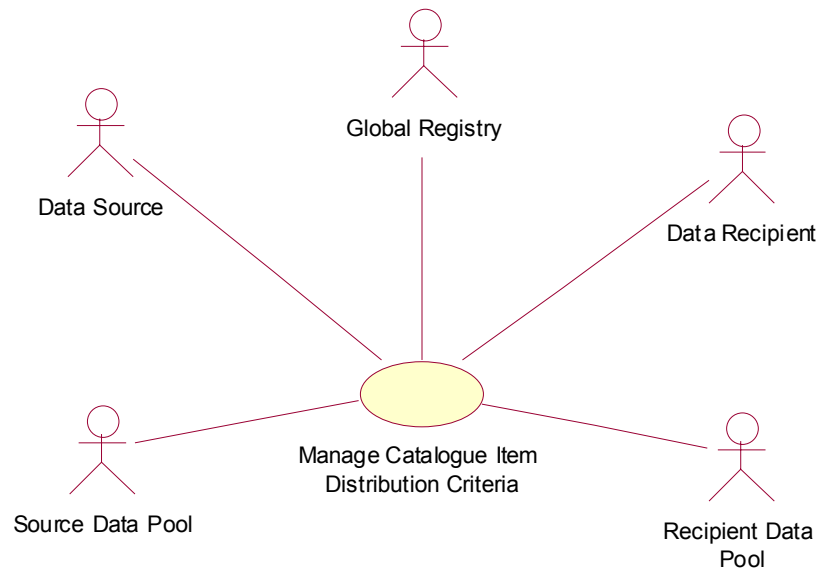 Global Registry
Data Source
Data Recipient
Manage Catalogue Item
Distribution Criteria
Source Data Pool
Recipient Data
Pool